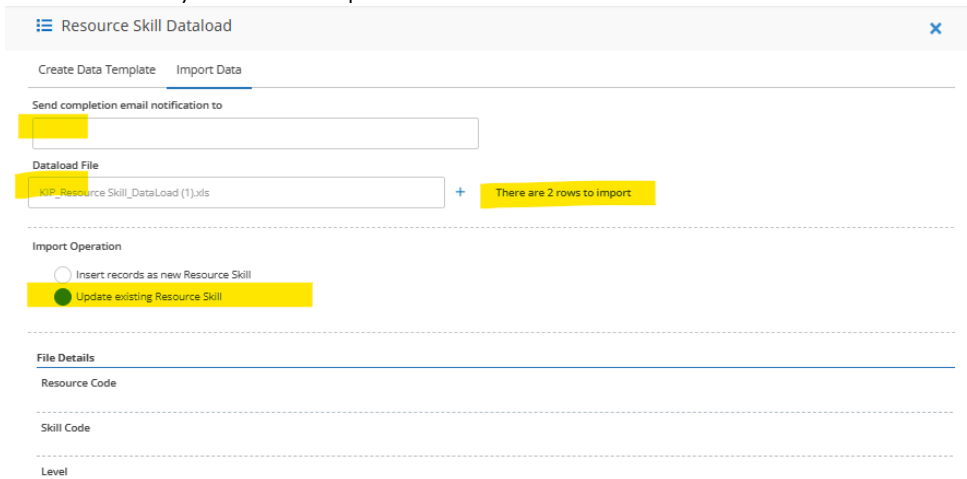 Resource Skill Dataload
Create Data Template Import Data
Send completion email notification to
Dataload File
KIP_Resource Skill_DataLoad (1).xls + There are 2 rows to import
Import Operation
Insert records as new Resource Skill
Update existing Resource Skill
File Details
Resource Code
Skill Code
Level